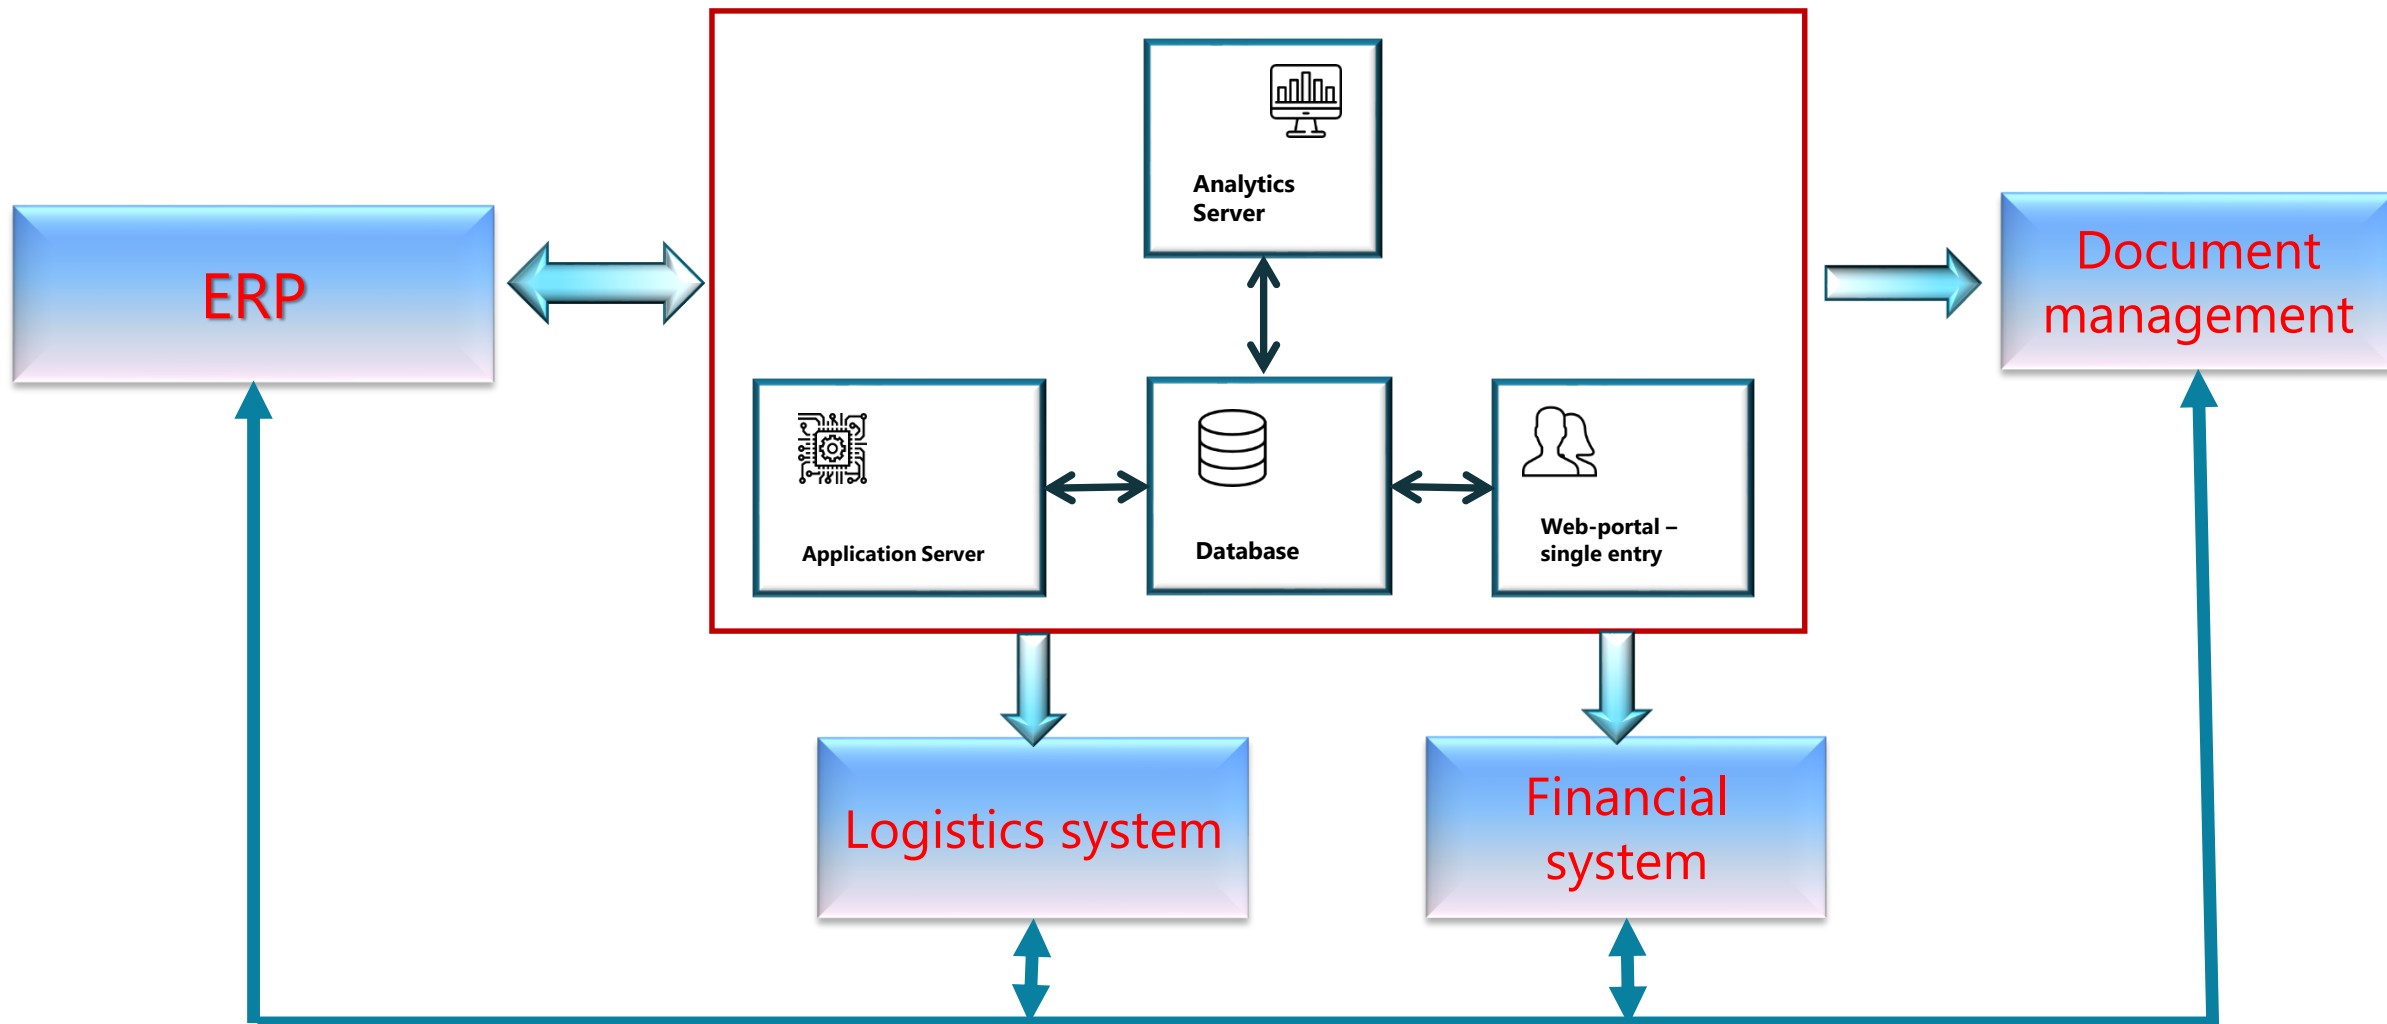 Analytics
Server
ERP
Document
management
Application Server
Database
Web-portal –
single entry
Logistics system
Financial
system